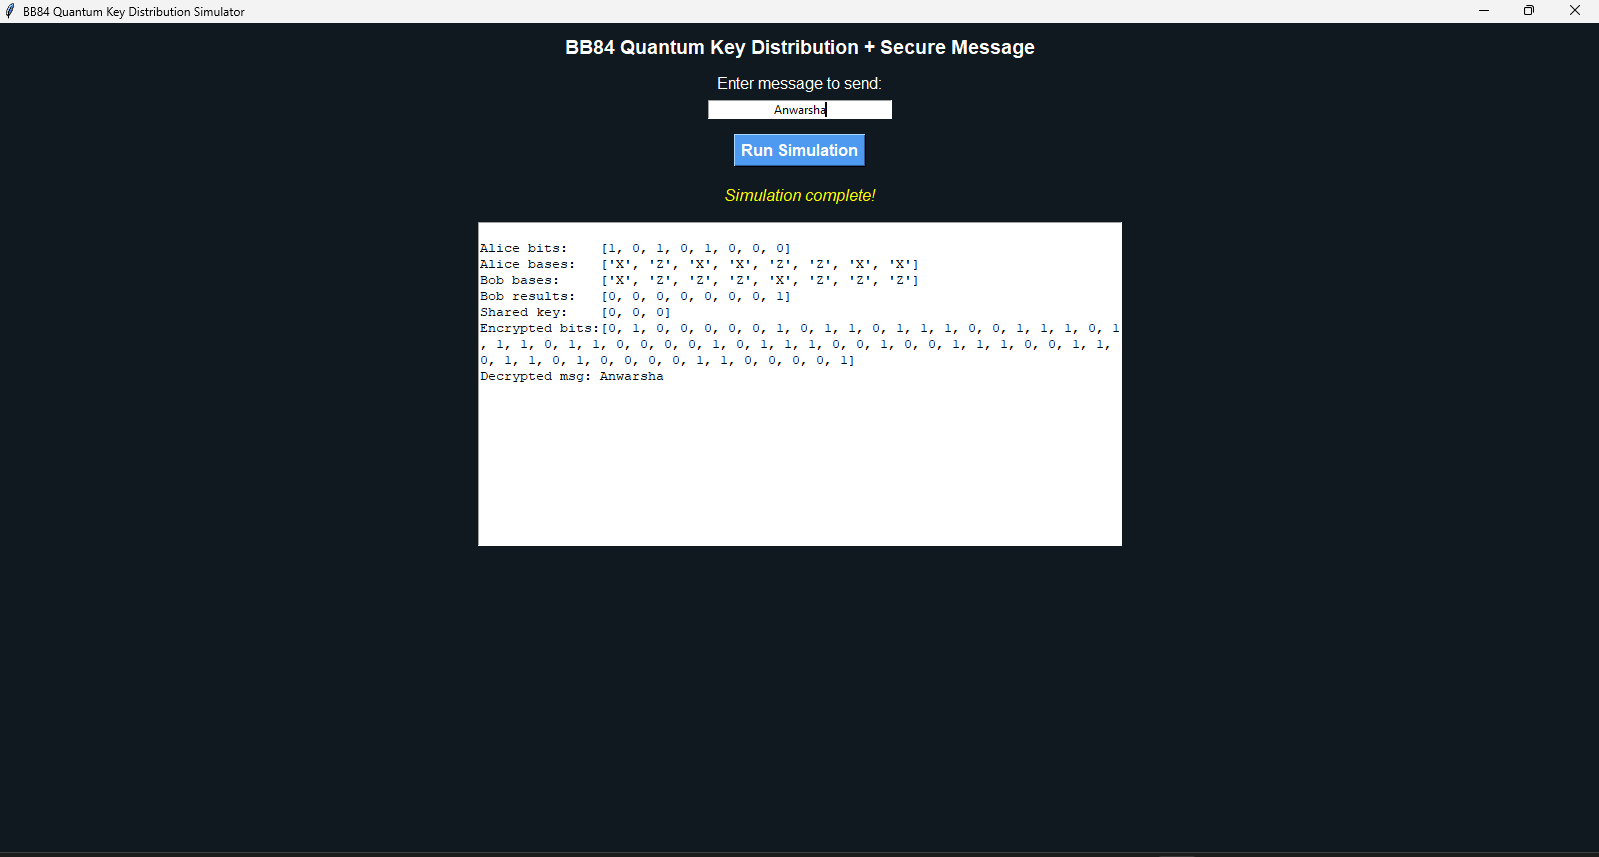 BB84 Quantum Key Distribution Simulator
BB84 Quantum Key Distribution + Secure Message
Enter message to send:
Anwarsha
Run Simulation
Simulation complete!
Alice bits:    [1, 0, 1, 0, 1, 0, 0, 0]
Alice bases:   ['X', 'Z', 'X', 'X', 'Z', 'Z', 'X', 'X']
Bob bases:     ['X', 'Z', 'Z', 'Z', 'X', 'Z', 'Z', 'Z']
Bob results:   [0, 0, 0, 0, 0, 0, 0, 1]
Shared key:    [0, 0, 0]
Encrypted bits:[0, 1, 0, 0, 0, 0, 0, 1, 0, 1, 1, 0, 1, 1, 1, 0, 0, 1, 1, 1, 0, 1
, 1, 1, 0, 1, 1, 0, 0, 0, 0, 1, 0, 1, 1, 1, 0, 0, 1, 0, 0, 1, 1, 1, 0, 0, 1, 1,
0, 1, 1, 0, 1, 0, 0, 0, 0, 1, 1, 0, 0, 0, 0, 1]
Decrypted msg: Anwarsha